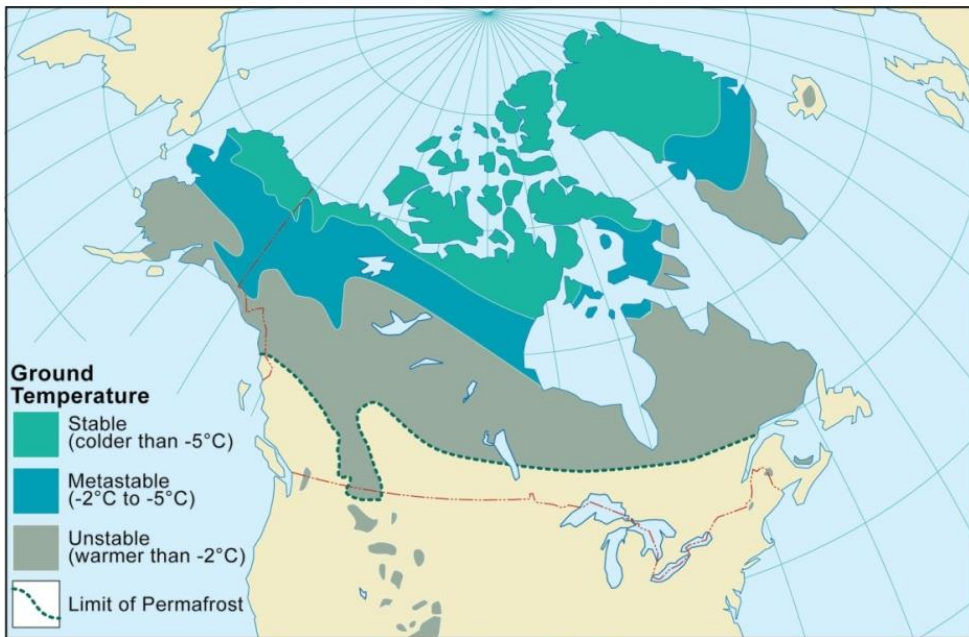 Ground
Temperature
Stable
(colder than -5°C)
Metastable
(-2°C to -5°C)
Unstable
(warmer than -2°C)
Limit of Permafrost